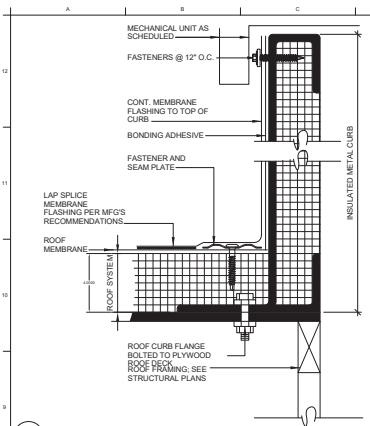 A
B
C
MECHANICAL UNIT AS
SCHEDULED
12
FASTENERS @ 12" O.C.
CONT. MEMBRANE
FLASHING TO TOP OF
CURB
BONDING ADHESIVE
FASTENER AND
SEAM PLATE
11
INSULATED METAL CURB
LAP SPLICE
MEMBRANE
FLASHING PER MFG'S
RECOMMENDATIONS
ROOF
MEMBRANE
ROOF SYSTEM
10
ROOF CURB FLANGE
BOLTED TO PLYWOOD
ROOF DECK
ROOF FRAMING; SEE
STRUCTURAL PLANS
9